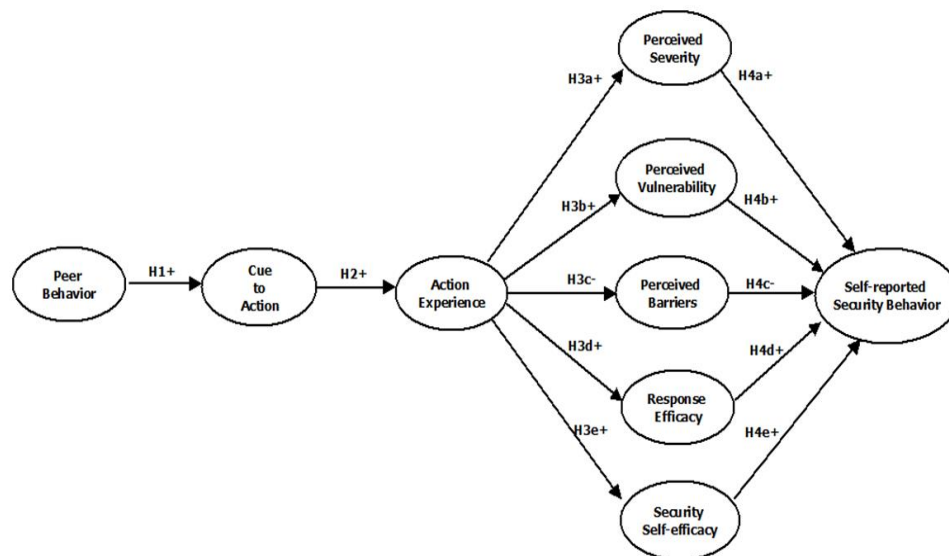 Perceived
Severity
H3a+
H4a+
Perceived
Vulnerability
H3b+
H4b+
Peer
Behavior
H1+
Cue
to
Action
H2+
Action
Experience
H3c-
Perceived
Barriers
H4c-
Self-reported
Security Behavior
H3d+
H4d+
Response
Efficacy
H3e+
H4e+
Security
Self-efficacy